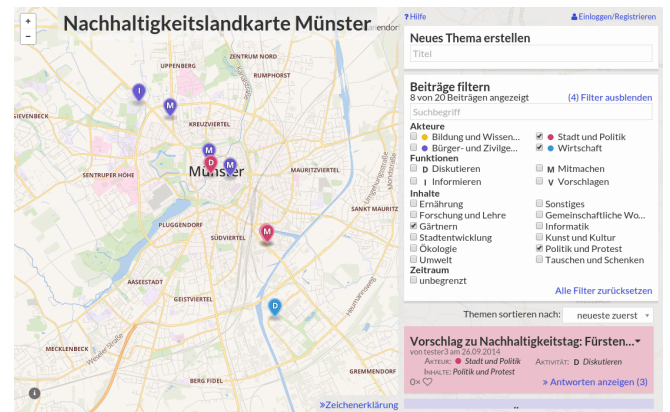 Nachhaltigkeitslandkarte Münster
ZENTRUM NORD
UPPENBERG
RUMPHORST
GIEVENBECK
KREUZVIERTEL
I
M
M
D
M
Münster
MAURITZVIERTEL
SENTRUPER HÖHE
SANKT MAURITZ
PLUGGENDORF
SÜDVIERTEL
M
AASEESTADT
GEISTVIERTEL
D
MECKLENBECK
Weseler Straße
BERG FIDEL
GREMMENDORF
»Zeichenerklärung
? Hilfe
Einloggen/Registrieren
Neues Thema erstellen
Titel
Beiträge filtern
8 von 20 Beiträgen angezeigt (4) Filter ausblenden
Suchbegriff
Akteure
Bildung und Wissen... Stadt und Politik
Bürger- und Zivilge... Wirtschaft
Funktionen
D Diskutieren M Mitmachen
I Informieren V Vorschlagen
Inhalte
Ernährung Sonstiges
Forschung und Lehre Gemeinschaftliche Wo...
Gärtnern Informatik
Stadtentwicklung Kunst und Kultur
Ökologie Politik und Protest
Umwelt Tauschen und Schenken
Zeitraum
unbegrenzt
Alle Filter zurücksetzen
Themen sortieren nach: neueste zuerst
Vorschlag zu Nachhaltigkeitstag: Fürsten...
von tester3 am 26.09.2014
AKTEUR: Stadt und Politik AKTIVITÄT: D Diskutieren
INHALTE: Politik und Protest
0× » Antworten anzeigen (3)